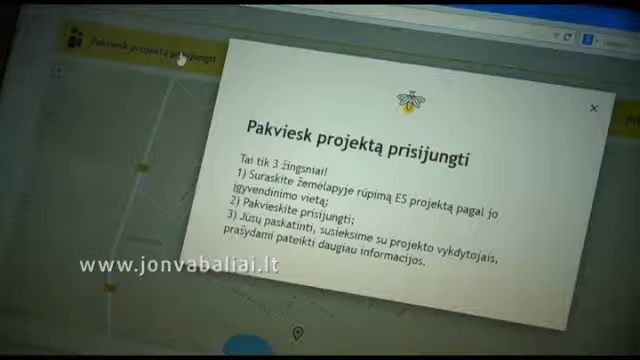 Pakviesk projektą prisijungti
Pakviesk projektą prisijungti
Tai tik 3 žingsniai!
1) Suraskite žemėlapyje rūpimą ES projektą pagal jo
įgyvendinimo vietą;
2) Pakvieskite prisijungti;
3) Jūsų paskatinti, susieksime su projekto vykdytojais,
prašydami pateikti daugiau informacijos.
www.jonvabaliai.lt